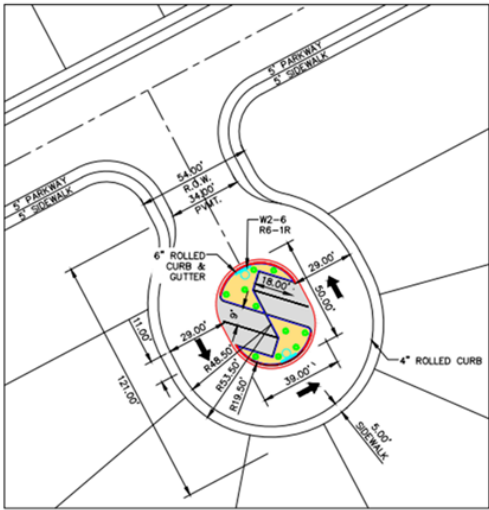 5' PARKWAY
5' SIDEWALK
54.00'
R.O.W.
34.00'
PVMT.
5' PARKWAY
5' SIDEWALK
W2-6
R6-1R
6" ROLLED
CURB &
GUTTER
29.00'
18.00'
50.00'
9'
11.00'
29.00'
121.00'
R48.50'
R53.50'
R19.50'
39.00'
4" ROLLED CURB
5.00'
SIDEWALK